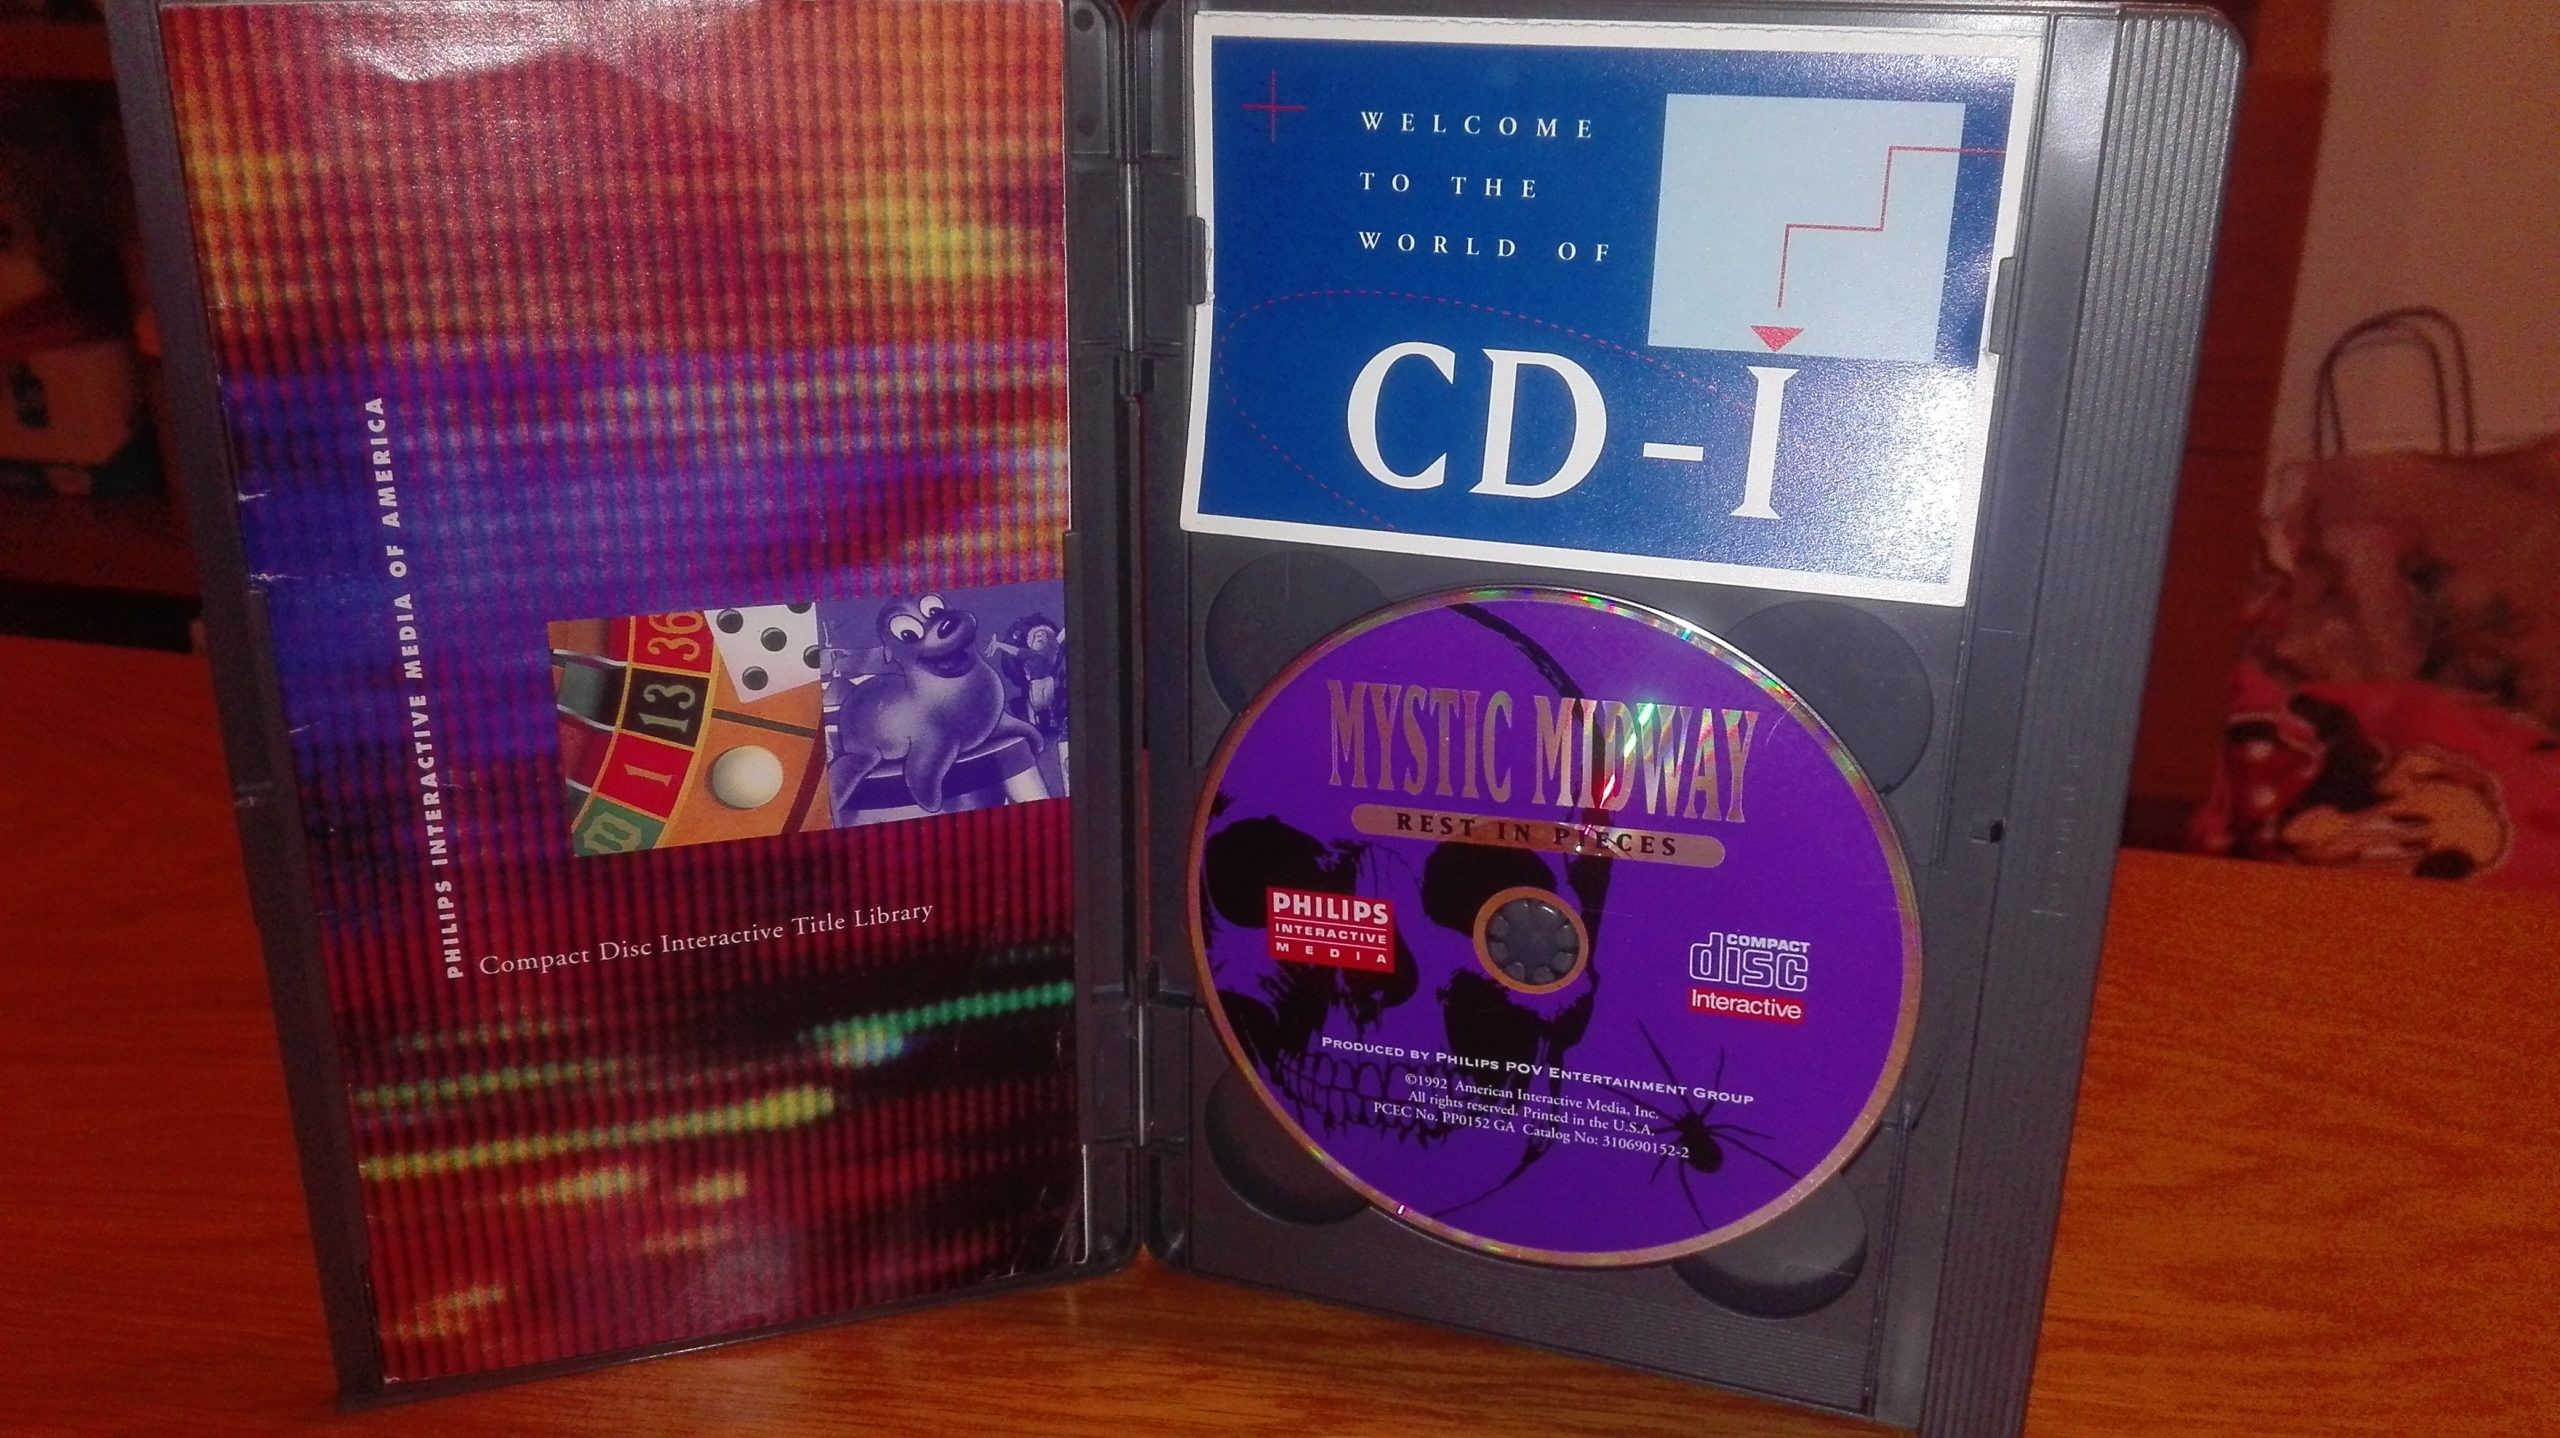 PHILIPS INTERACTIVE MEDIA OF AMERICA
36
13
1
Compact Disc Interactive Title Library
WELCOME
TO THE
WORLD OF
CD-I
MYSTIC MIDWAY
REST IN PIECES
PHILIPS
INTERACTIVE
MEDIA
COMPACT
disc
Interactive
PRODUCED BY PHILIPS POV ENTERTAINMENT GROUP
©1992 American Interactive Media, Inc.
All rights reserved. Printed in the U.S.A.
PCEC No. PP0152 GA Catalog No: 310690152-2